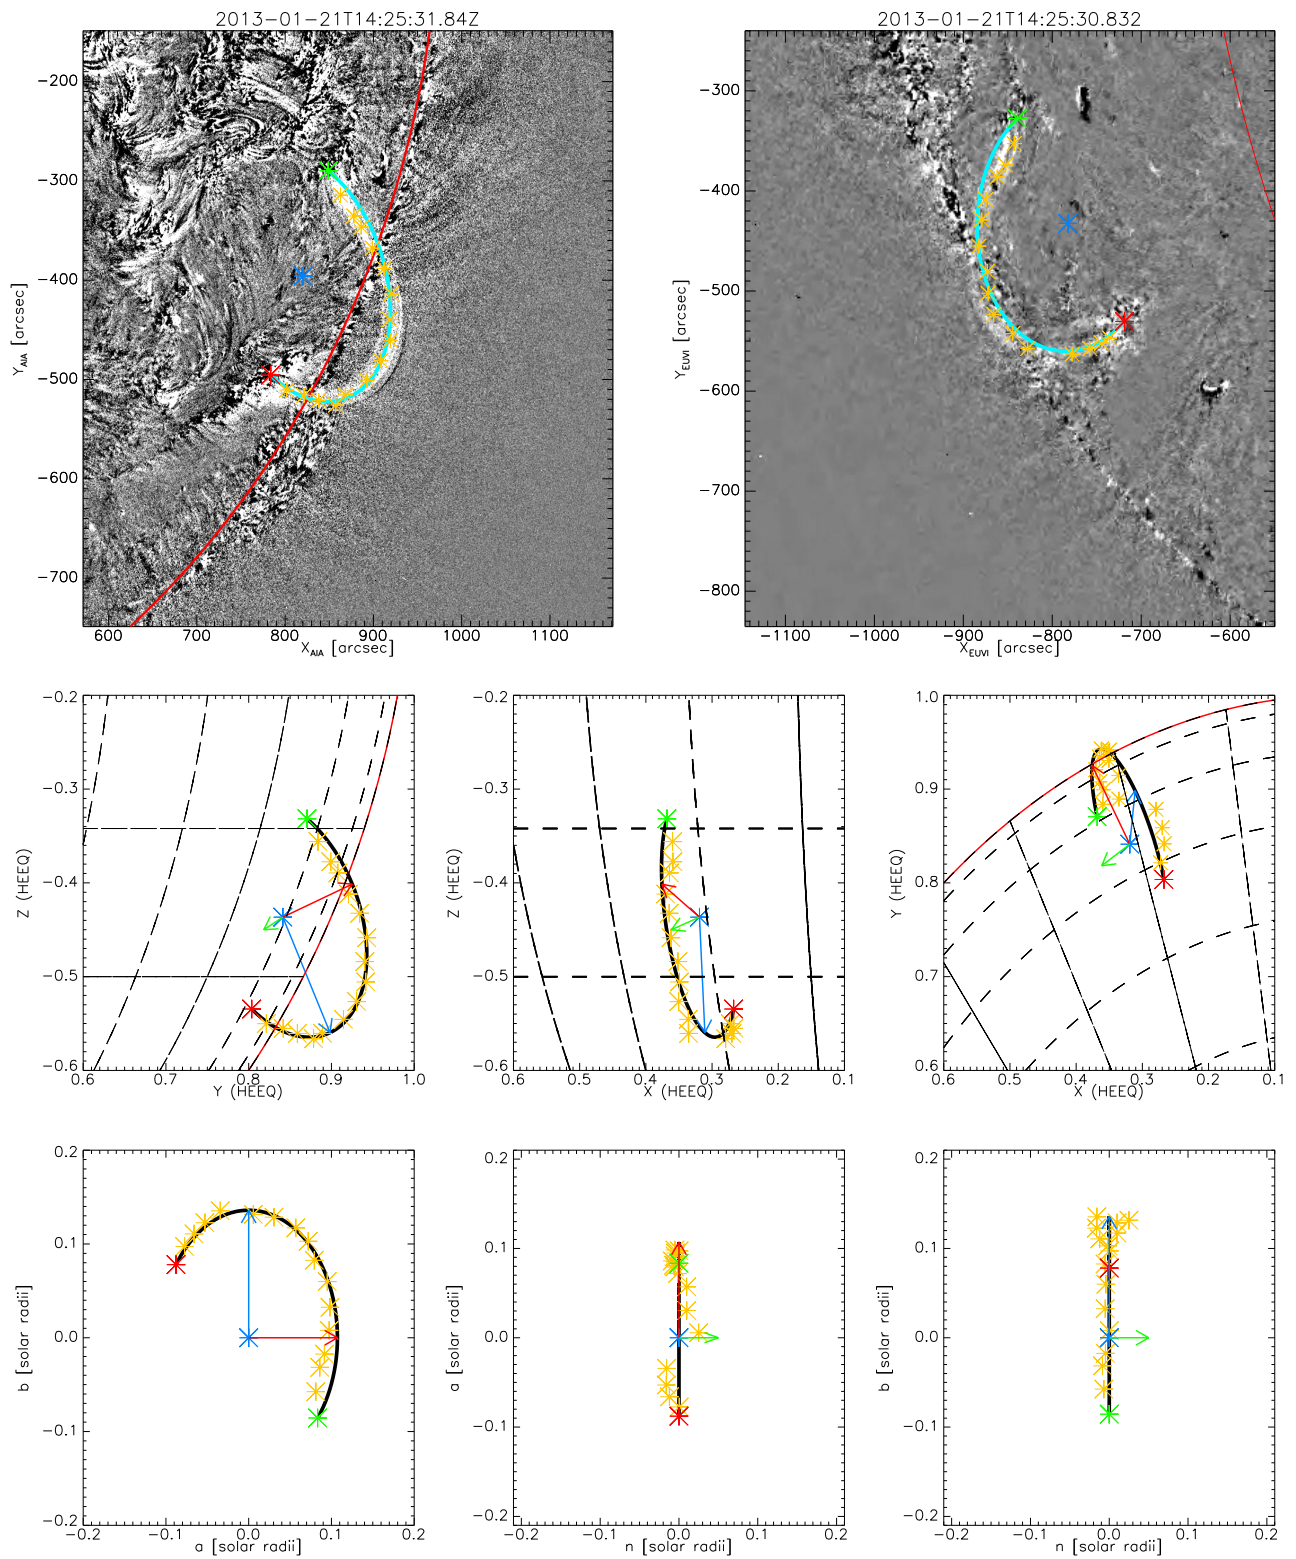 2013-01-21T14:25:31.84Z
2013-01-21T14:25:30.832
-200
-300
-400
-500
-600
-700
Y_AIA [arcsec]
600 700 800 900 1000 1100
X_AIA [arcsec]
-300
-400
-500
-600
-700
-800
Y_EUVI [arcsec]
-1100 -1000 -900 -800 -700 -600
X_EUVI [arcsec]
-0.2
-0.3
-0.4
-0.5
-0.6
Z (HEEQ)
0.6 0.7 0.8 0.9 1.0
Y (HEEQ)
-0.2
-0.3
-0.4
-0.5
-0.6
Z (HEEQ)
0.6 0.5 0.4 0.3 0.2 0.1
X (HEEQ)
1.0
0.9
0.8
0.7
0.6
Y (HEEQ)
0.6 0.5 0.4 0.3 0.2 0.1
X (HEEQ)
0.2
0.1
0.0
-0.1
-0.2
b [solar radii]
-0.2 -0.1 0.0 0.1 0.2
a [solar radii]
0.2
0.1
0.0
-0.1
-0.2
a [solar radii]
-0.2 -0.1 0.0 0.1 0.2
n [solar radii]
0.2
0.1
0.0
-0.1
-0.2
b [solar radii]
-0.2 -0.1 0.0 0.1 0.2
n [solar radii]